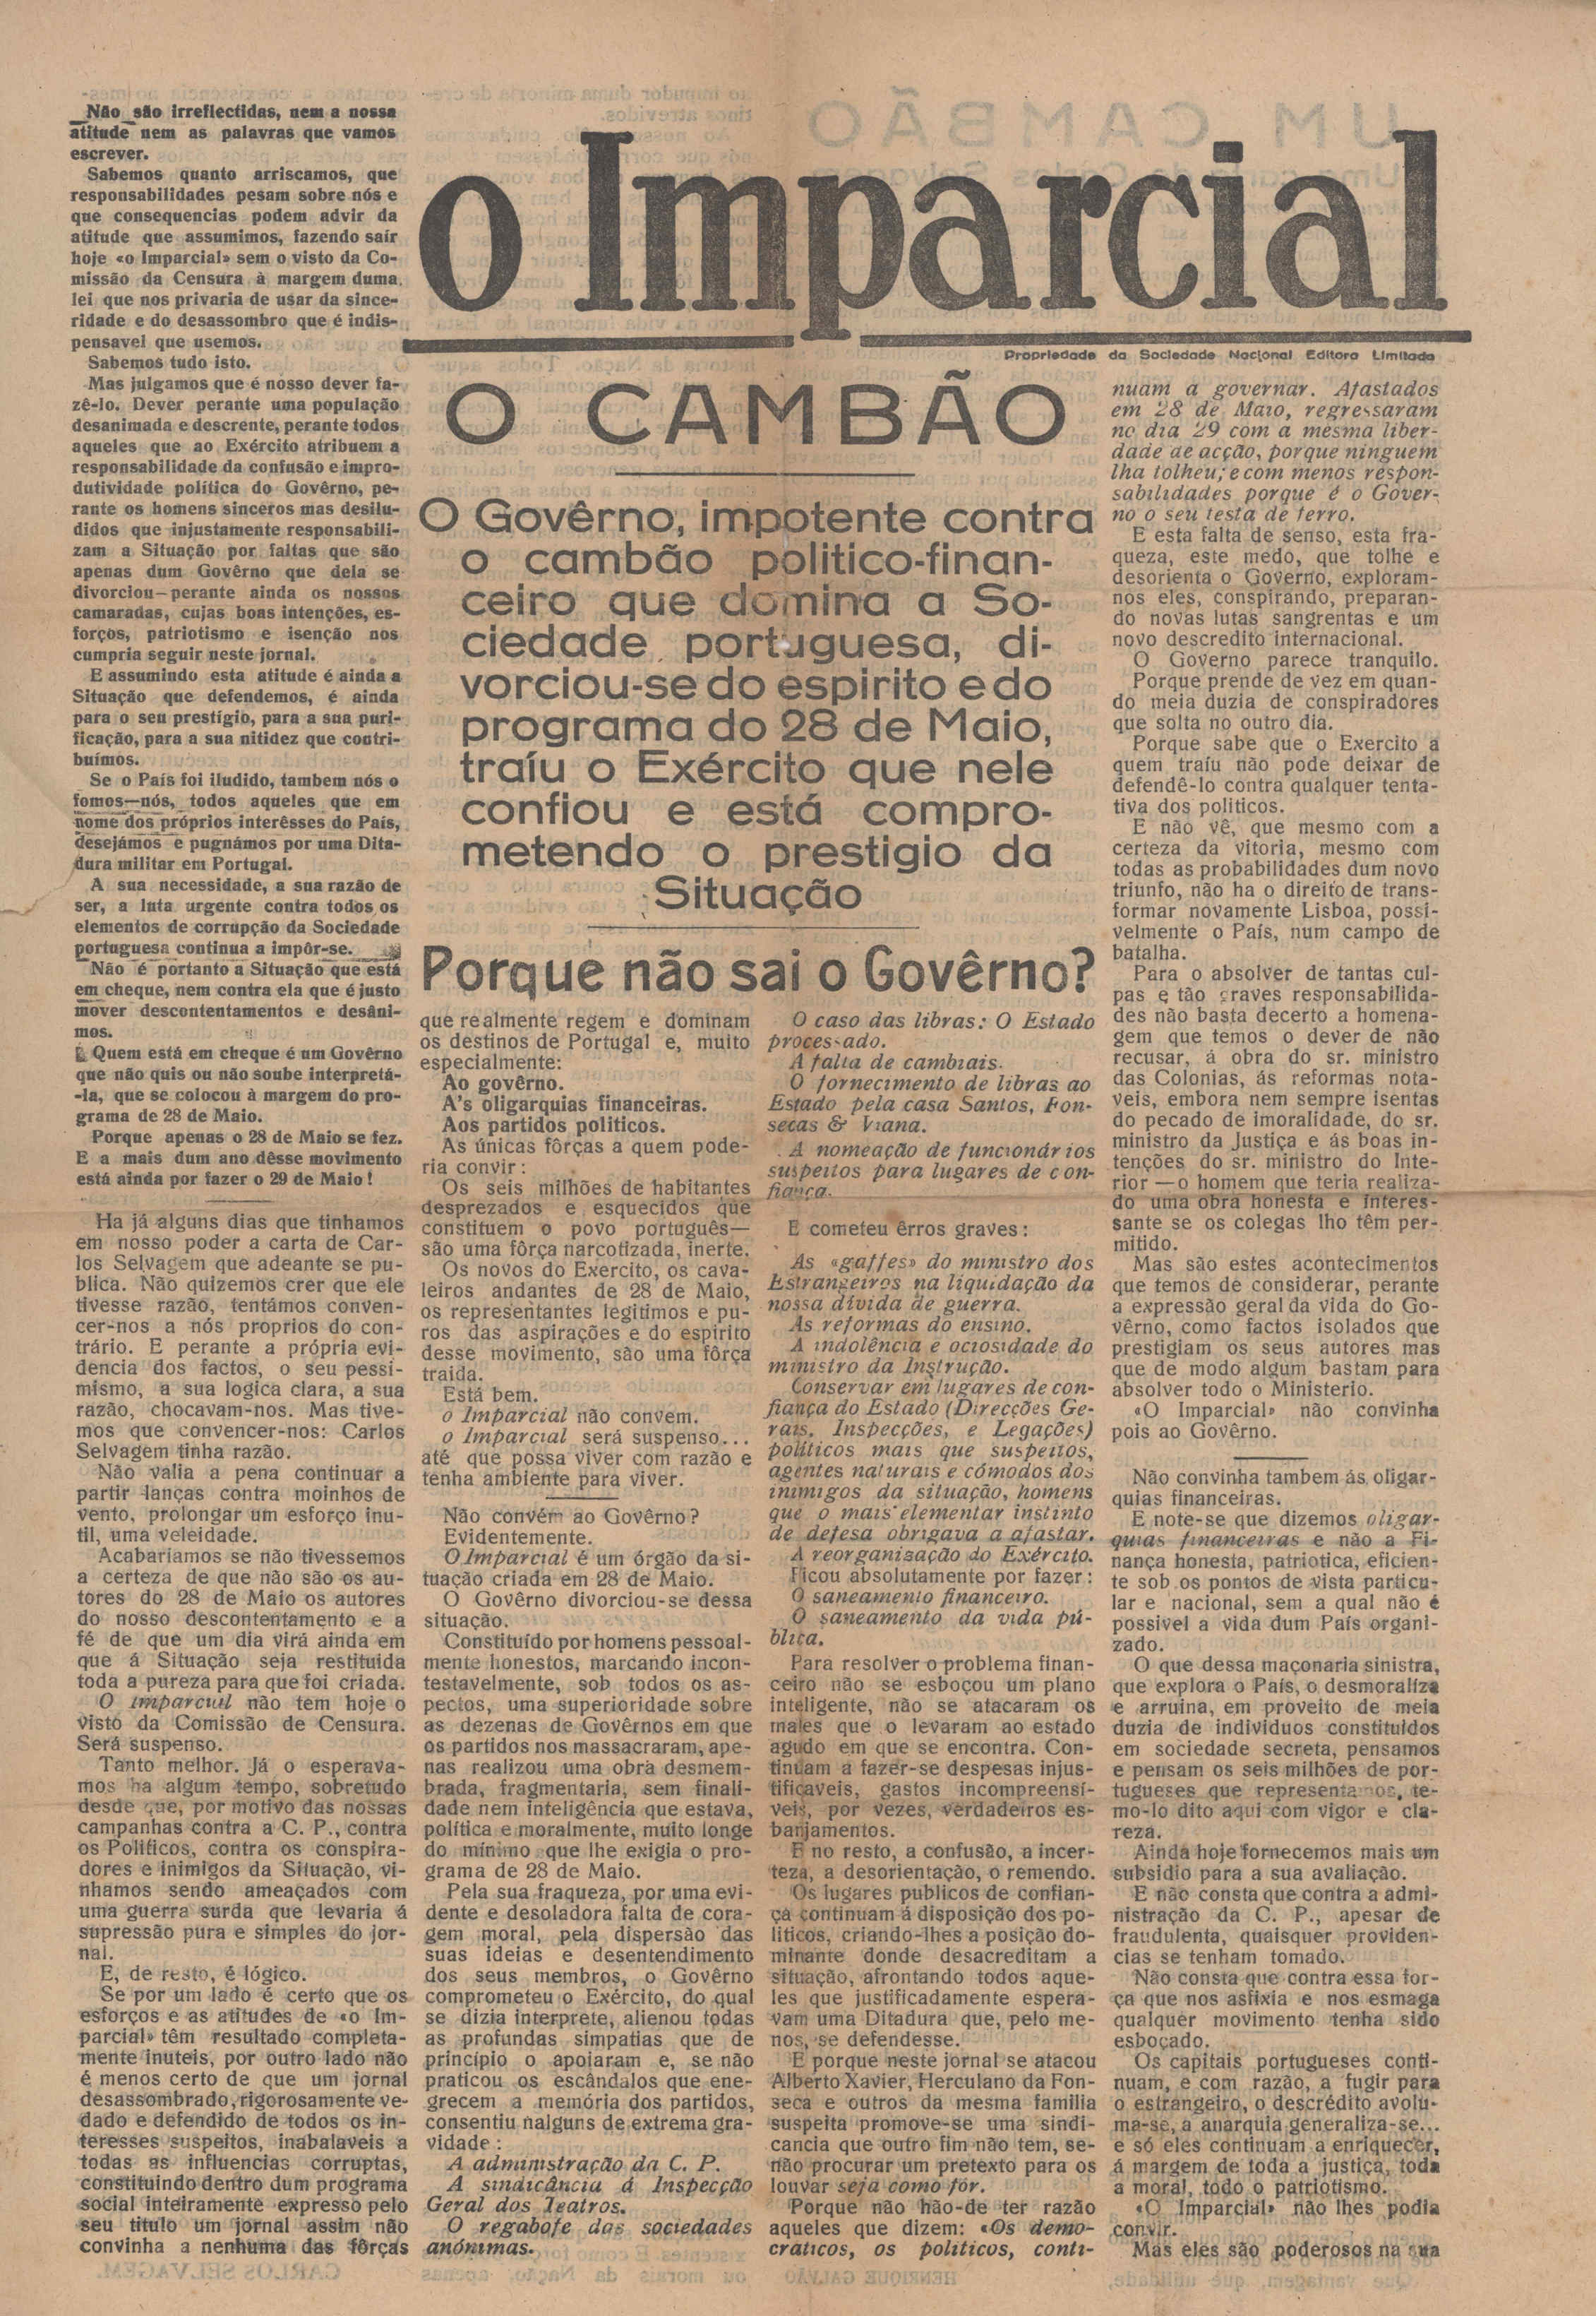 Não são irreflectidas, nem a nossa
atitude nem as palavras que vamos
escrever.
Sabemos quanto arriscamos, que
responsabilidades pesam sobre nós e
que consequencias podem advir da
atitude que assumimos, fazendo saír
hoje «o Imparcial» sem o visto da Co-
missão da Censura à margem duma
lei que nos privaria de usar da since-
ridade e do desassombro que é indis-
pensavel que usemos.
Sabemos tudo isto.
Mas julgamos que é nosso dever fa-
zê-lo. Dever perante uma população
desanimada e descrente, perante todos
aqueles que ao Exército atribuem a
responsabilidade da confusão e impro-
dutividade política do Govêrno, pe-
rante os homens sinceros mas desilu-
didos que injustamente responsabili-
zam a Situação por faltas que são
apenas dum Govêrno que dela se
divorciou—perante ainda os nossos
camaradas, cujas boas intenções, es-
forços, patriotismo e isenção nos
cumpria seguir neste jornal.
E assumindo esta atitude é ainda a
Situação que defendemos, é ainda
para o seu prestígio, para a sua puri-
ficação, para a sua nitidez que contri-
buímos.
Se o País foi iludido, tambem nós o
fomos—nós, todos aqueles que em
nome dos próprios interêsses do País,
desejámos e pugnámos por uma Dita-
dura militar em Portugal.
A sua necessidade, a sua razão de
ser, a luta urgente contra todos os
elementos de corrupção da Sociedade
portuguesa continua a impôr-se.
Não é portanto a Situação que está
em cheque, nem contra ela que é justo
mover descontentamentos e desâni-
mos.
Quem está em cheque é um Govêrno
que não quis ou não soube interpretá-
-la, que se colocou à margem do pro-
grama de 28 de Maio.
Porque apenas o 28 de Maio se fez.
E a mais dum ano dêsse movimento
está ainda por fazer o 29 de Maio!
Ha já alguns dias que tinhamos
em nosso poder a carta de Car-
los Selvagem que adeante se pu-
blica. Não quizemos crer que ele
tivesse razão, tentámos conven-
cer-nos a nós proprios do con-
trário. E perante a própria evi-
dencia dos factos, o seu pessi-
mismo, a sua logica clara, a sua
razão, chocavam-nos. Mas tive-
mos que convencer-nos: Carlos
Selvagem tinha razão.
Não valia a pena continuar a
partir lanças contra moinhos de
vento, prolongar um esforço inu-
til, uma veleidade.
Acabaríamos se não tivessemos
a certeza de que não são os au-
tores do 28 de Maio os autores
do nosso descontentamento e a
fé de que um dia virá ainda em
que á Situação seja restituida
toda a pureza para que foi criada.
O imparcial não tem hoje o
visto da Comissão de Censura.
Será suspenso.
Tanto melhor. Já o esperava-
mos ha algum tempo, sobretudo
desde que, por motivo das nossas
campanhas contra a C. P., contra
os Politicos, contra os conspira-
dores e inimigos da Situação, vi-
nhamos sendo ameaçados com
uma guerra surda que levaria á
supressão pura e simples do jor-
nal.
E, de resto, é lógico.
Se por um lado é certo que os
esforços e as atitudes de «o Im-
parcial» têm resultado completa-
mente inuteis, por outro lado não
é menos certo de que um jornal
desassombrado, rigorosamente ve-
dado e defendido de todos os in-
teresses suspeitos, inabalaveis a
todas as influencias corruptas,
constituindo dentro dum programa
social inteiramente expresso pelo
seu titulo um jornal assim não
convinha a nenhuma das fôrças
o Imparcial
Propriedade da Sociedade Nacional Editora Limitada
O CAMBÃO
O Govêrno, impotente contra
o cambão politico-finan-
ceiro que domina a So-
ciedade portuguesa, di-
vorciou-se do espirito e do
programa do 28 de Maio,
traíu o Exército que nele
confiou e está compro-
metendo o prestigio da
Situação
Porque não sai o Govêrno?
que realmente regem e dominam
os destinos de Portugal e, muito
especialmente:
Ao govêrno.
A's oligarquias financeiras.
Aos partidos politicos.
As únicas fôrças a quem pode-
ria convir:
Os seis milhões de habitantes
desprezados e esquecidos que
constituem o povo português—
são uma fôrça narcotizada, inerte.
Os novos do Exercito, os cava-
leiros andantes de 28 de Maio,
os representantes legitimos e pu-
ros das aspirações e do espirito
desse movimento, são uma fôrça
traída.
Está bem.
o Imparcial não convem.
o Imparcial será suspenso...
até que possa viver com razão e
tenha ambiente para viver.
Não convém ao Govêrno?
Evidentemente.
O Imparcial é um órgão da si-
tuação criada em 28 de Maio.
O Govêrno divorciou-se dessa
situação.
Constituído por homens pessoal-
mente honestos, marcando incon-
testavelmente, sob todos os as-
pectos, uma superioridade sobre
as dezenas de Govêrnos em que
os partidos nos massacraram, ape-
nas realizou uma obra desmem-
brada, fragmentaria, sem finali-
dade nem inteligência que estava,
política e moralmente, muito longe
do mínimo que lhe exigia o pro-
grama de 28 de Maio.
Pela sua fraqueza, por uma evi-
dente e desoladora falta de cora-
gem moral, pela dispersão das
suas ideias e desentendimento
dos seus membros, o Govêrno
comprometeu o Exército, do qual
se dizia interprete, alienou todas
as profundas simpatias que de
princípio o apoiaram e, se não
praticou os escândalos que ene-
grecem a memória dos partidos,
consentiu nalguns de extrema gra-
vidade:
A administração da C. P.
A sindicância á Inspecção
Geral dos Teatros.
O regabofe das sociedades
anónimas.
O caso das libras: O Estado
processado.
A falta de cambiais.
O fornecimento de libras ao
Estado pela casa Santos, Fon-
secas & Viana.
A nomeação de funcionários
suspeitos para lugares de con-
fiança.
E cometeu êrros graves:
As «gaffes» do ministro dos
Estrangeiros na liquidação da
nossa dívida de guerra.
As reformas do ensino.
A indolência e ociosidade do
ministro da Instrução.
Conservar em lugares de con-
fiança do Estado (Direcções Ge-
rais, Inspecções, e Legações)
políticos mais que suspeitos,
agentes naturais e cómodos dos
inimigos da situação, homens
que o mais elementar instinto
de defesa obrigava a afastar.
A reorganisação do Exército.
Ficou absolutamente por fazer:
O saneamento financeiro.
O saneamento da vida pú-
blica.
Para resolver o problema finan-
ceiro não se esboçou um plano
inteligente, não se atacaram os
males que o levaram ao estado
agudo em que se encontra. Con-
tinuam a fazer-se despesas injus-
tificaveis, gastos incompreensí-
veis, por vezes, verdadeiros es-
banjamentos.
E no resto, a confusão, a incer-
teza, a desorientação, o remendo.
Os lugares publicos de confian-
ça continuam á disposição dos po-
liticos, criando-lhes a posição do-
minante donde desacreditam a
situação, afrontando todos aque-
les que justificadamente espera-
vam uma Ditadura que, pelo me-
nos, se defendesse.
E porque neste jornal se atacou
Alberto Xavier, Herculano da Fon-
seca e outros da mesma familia
suspeita promove-se uma sindi-
cancia que outro fim não tem, se-
não procurar um pretexto para os
louvar seja como fôr.
Porque não hão-de ter razão
aqueles que dizem: «Os demo-
craticos, os politicos, conti-
nuam a governar. Afastados
em 28 de Maio, regressaram
no dia 29 com a mesma liber-
dade de acção, porque ninguem
lha tolheu; e com menos respon-
sabilidades porque é o Gover-
no o seu testa de ferro.
E esta falta de senso, esta fra-
queza, este medo, que tolhe e
desorienta o Governo, exploram-
nos eles, conspirando, preparan-
do novas lutas sangrentas e um
novo descredito internacional.
O Governo parece tranquilo.
Porque prende de vez em quan-
do meia duzia de conspiradores
que solta no outro dia.
Porque sabe que o Exercito a
quem traíu não pode deixar de
defendê-lo contra qualquer tenta-
tiva dos politicos.
E não vê, que mesmo com a
certeza da vitoria, mesmo com
todas as probabilidades dum novo
triunfo, não ha o direito de trans-
formar novamente Lisboa, possi-
velmente o País, num campo de
batalha.
Para o absolver de tantas cul-
pas e tão graves responsabilida-
des não basta decerto a homena-
gem que temos o dever de não
recusar, á obra do sr. ministro
das Colonias, ás reformas nota-
veis, embora nem sempre isentas
do pecado de imoralidade, do sr.
ministro da Justiça e ás boas in-
tenções do sr. ministro do Inte-
rior—o homem que teria realiza-
do uma obra honesta e interes-
sante se os colegas lho têm per-
mitido.
Mas são estes acontecimentos
que temos de considerar, perante
a expressão geral da vida do Go-
vêrno, como factos isolados que
prestigiam os seus autores mas
que de modo algum bastam para
absolver todo o Ministerio.
«O Imparcial» não convinha
pois ao Govêrno.
Não convinha tambem ás oligar-
quias financeiras.
E note-se que dizemos oligar-
quias financeiras e não a Fi-
nança honesta, patriotica, eficien-
te sob os pontos de vista particu-
lar e nacional, sem a qual não é
possivel a vida dum País organi-
zado.
O que dessa maçonaria sinistra,
que explora o País, o desmoraliza
e arruina, em proveito de meia
duzia de individuos constituídos
em sociedade secreta, pensamos
e pensam os seis milhões de por-
tugueses que representamos, te-
mo-lo dito aqui com vigor e cla-
reza.
Ainda hoje fornecemos mais um
subsidio para a sua avaliação.
E não consta que contra a admi-
nistração da C. P., apesar de
fraudulenta, quaisquer providen-
cias se tenham tomado.
Não consta que contra essa for-
ça que nos asfixia e nos esmaga
qualquer movimento tenha sido
esboçado.
Os capitais portugueses conti-
nuam, e com razão, a fugir para
o estrangeiro, o descrédito avolu-
ma-se, a anarquia generaliza-se...
e só eles continuam a enriquecer,
á margem de toda a justiça, toda
a moral, todo o patriotismo.
«O Imparcial» não lhes podia
convir.
Mas eles são poderosos na sua